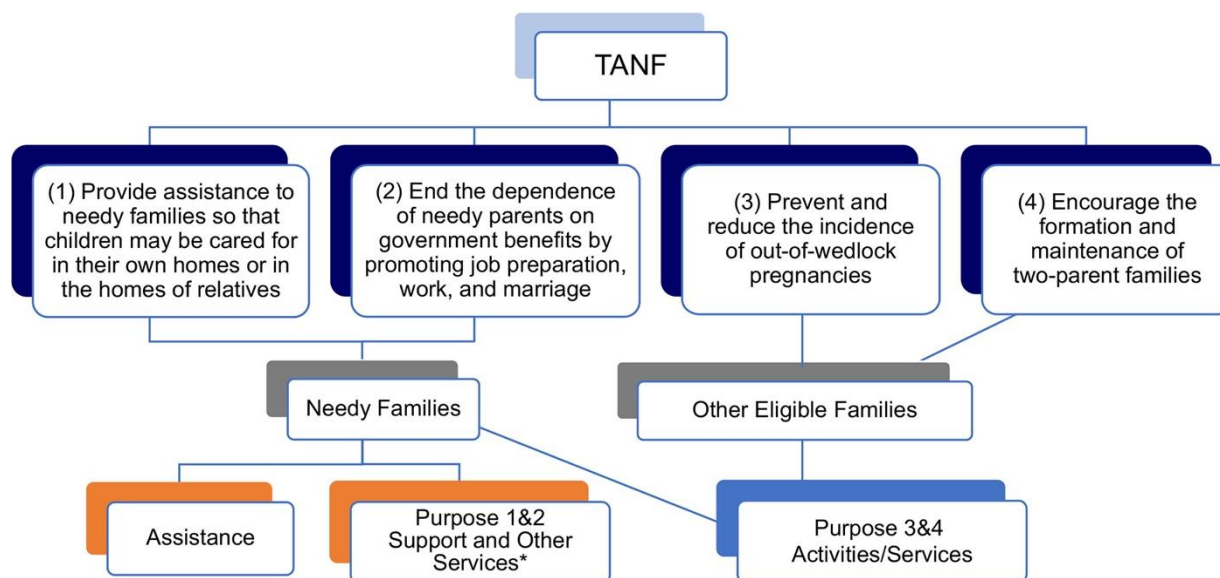 TANF
(1) Provide assistance to
needy families so that
children may be cared for
in their own homes or in
the homes of relatives
(2) End the dependence
of needy parents on
government benefits by
promoting job preparation,
work, and marriage
(3) Prevent and
reduce the incidence
of out-of-wedlock
pregnancies
(4) Encourage the
formation and
maintenance of
two-parent families
Needy Families
Other Eligible Families
Assistance
Purpose 1&2
Support and Other
Services*
Purpose 3&4
Activities/Services